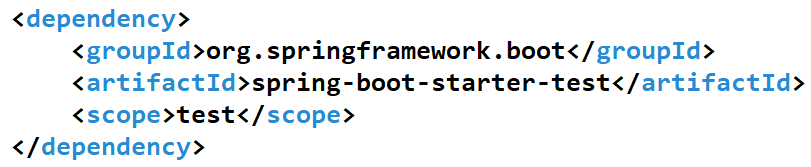 <dependency>
    <groupId>org.springframework.boot</groupId>
    <artifactId>spring-boot-starter-test</artifactId>
    <scope>test</scope>
</dependency>